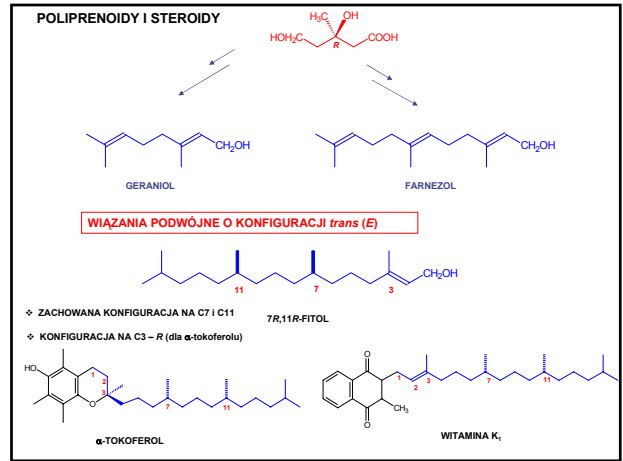 POLIPRENOIDY I STEROIDY
H₃C OH
HOH₂C COOH
R
CH₂OH
CH₂OH
GERANIOL
FARNEZOL
WIĄZANIA PODWÓJNE O KONFIGURACJI trans (E)
CH₂OH
11 7 3
❖ ZACHOWANA KONFIGURACJA NA C7 i C11
7R,11R-FITOL
❖ KONFIGURACJA NA C3 – R (dla α-tokoferolu)
HO
1
2
3
O
7 11
α-TOKOFEROL
O
1 3 7 11
2
CH₃
O
WITAMINA K₁